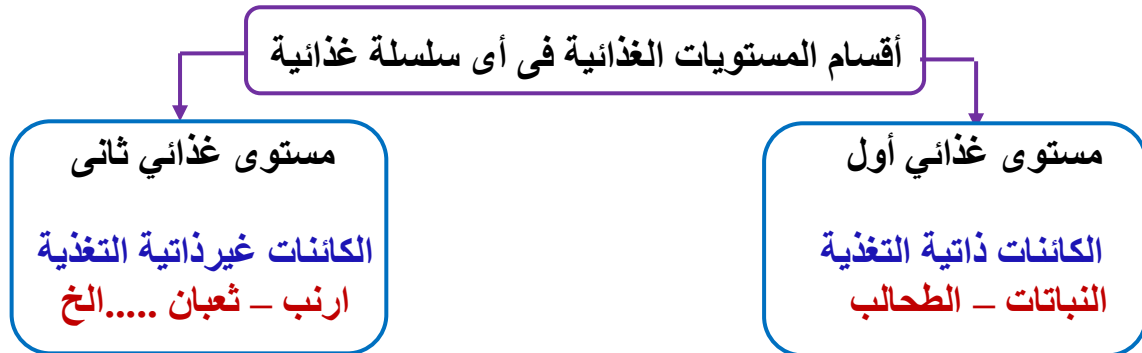 أقسام المستويات الغذائية فى أى سلسلة غذائية
مستوى غذائي أول
الكائنات ذاتية التغذية
النباتات – الطحالب
مستوى غذائي ثانى
الكائنات غيرذاتية التغذية
ارنب – ثعبان .....الخ